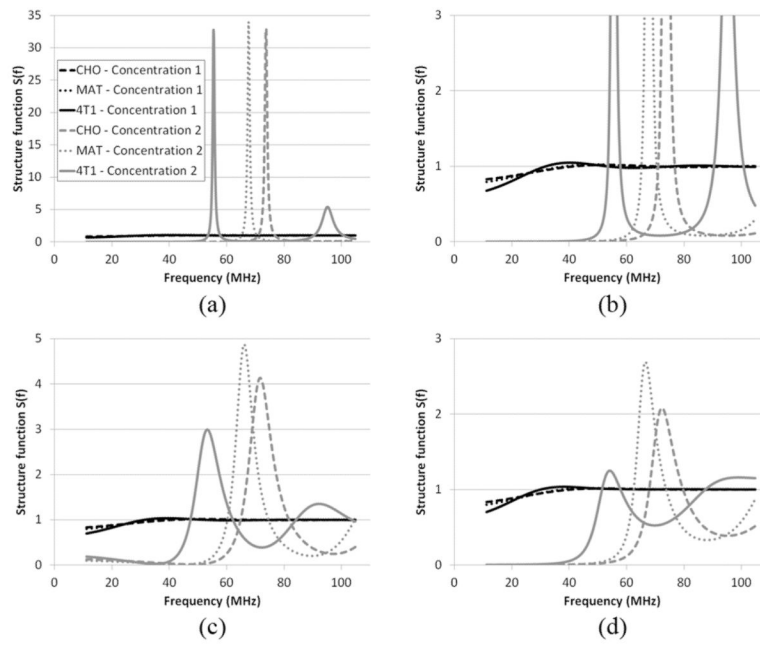 35
30
25
20
15
10
5
0
Structure function S(f)
CHO - Concentration 1
MAT - Concentration 1
4T1 - Concentration 1
CHO - Concentration 2
MAT - Concentration 2
4T1 - Concentration 2
0 20 40 60 80 100
Frequency (MHz)
(a)
3
2
1
0
Structure function S(f)
0 20 40 60 80 100
Frequency (MHz)
(b)
5
4
3
2
1
0
Structure function S(f)
0 20 40 60 80 100
Frequency (MHz)
(c)
3
2
1
0
Structure function S(f)
0 20 40 60 80 100
Frequency (MHz)
(d)